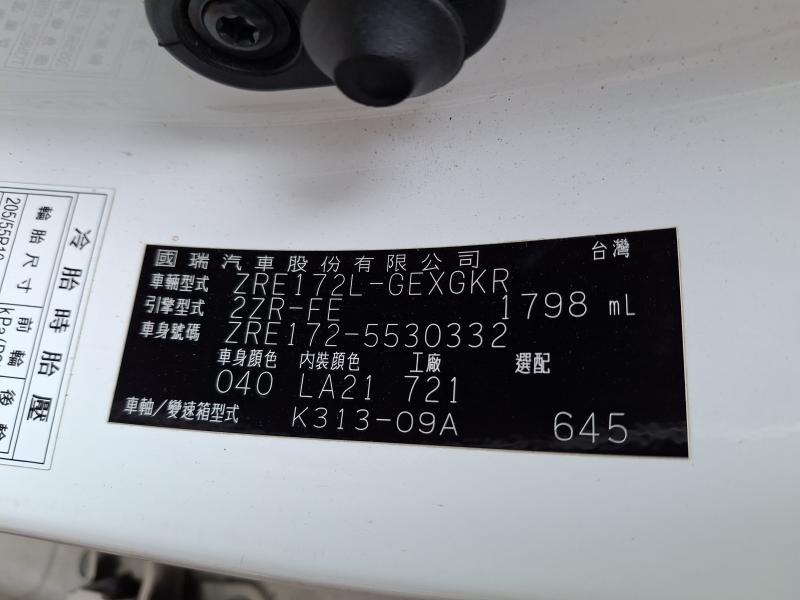 國瑞汽車股份有限公司 台灣
車輛型式 ZRE172L-GEXGKR
引擎型式 2ZR-FE 1798 mL
車身號碼 ZRE172-5530332
車身顏色 內裝顏色 工廠 選配
040 LA21 721
車軸/變速箱型式 K313-09A 645
冷胎時胎壓
輪胎尺寸 前輪 後輪